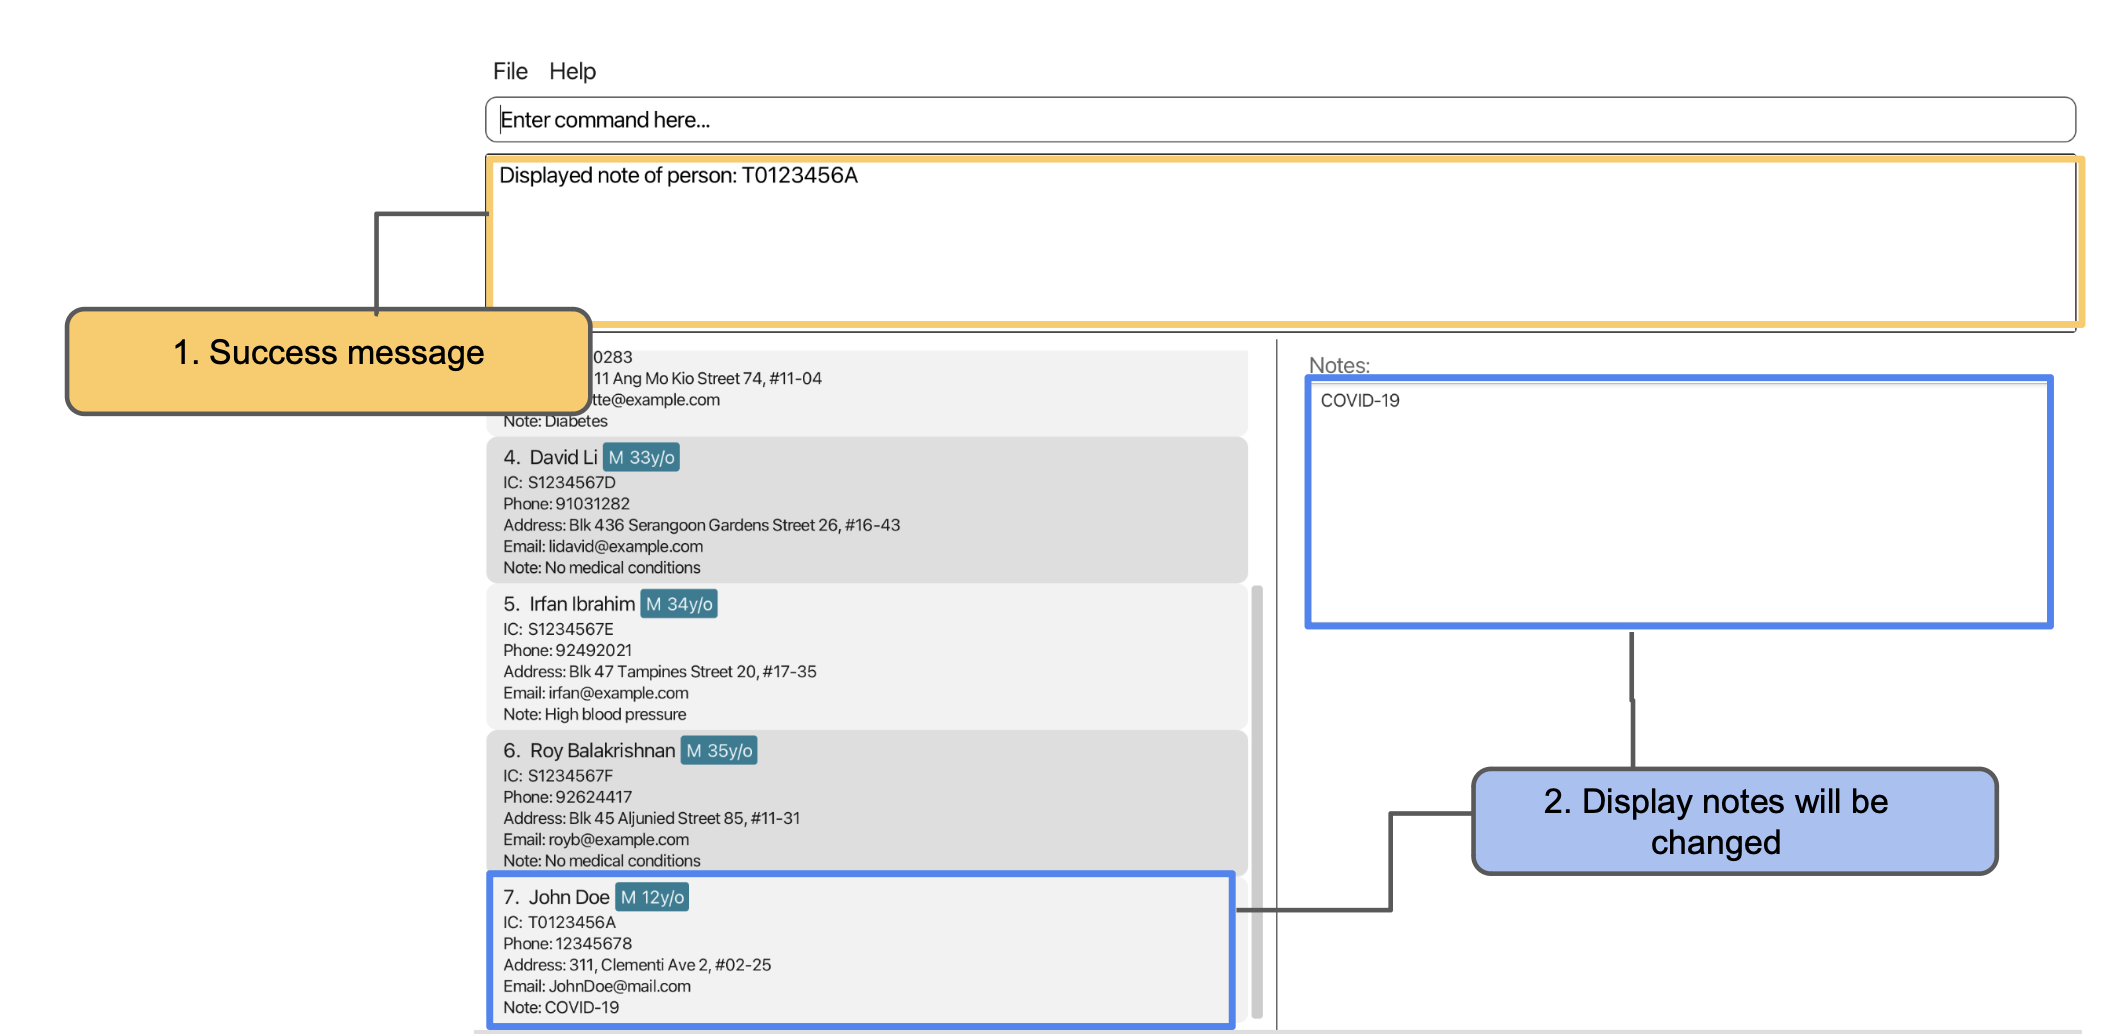 File Help
Enter command here...
Displayed note of person: T0123456A
1. Success message
0283
11 Ang Mo Kio Street 74, #11-04
tte@example.com
Note: Diabetes
4. David Li M 33y/o
IC: S1234567D
Phone: 91031282
Address: Blk 436 Serangoon Gardens Street 26, #16-43
Email: lidavid@example.com
Note: No medical conditions
5. Irfan Ibrahim M 34y/o
IC: S1234567E
Phone: 92492021
Address: Blk 47 Tampines Street 20, #17-35
Email: irfan@example.com
Note: High blood pressure
6. Roy Balakrishnan M 35y/o
IC: S1234567F
Phone: 92624417
Address: Blk 45 Aljunied Street 85, #11-31
Email: royb@example.com
Note: No medical conditions
7. John Doe M 12y/o
IC: T0123456A
Phone: 12345678
Address: 311, Clementi Ave 2, #02-25
Email: JohnDoe@mail.com
Note: COVID-19
Notes:
COVID-19
2. Display notes will be
changed